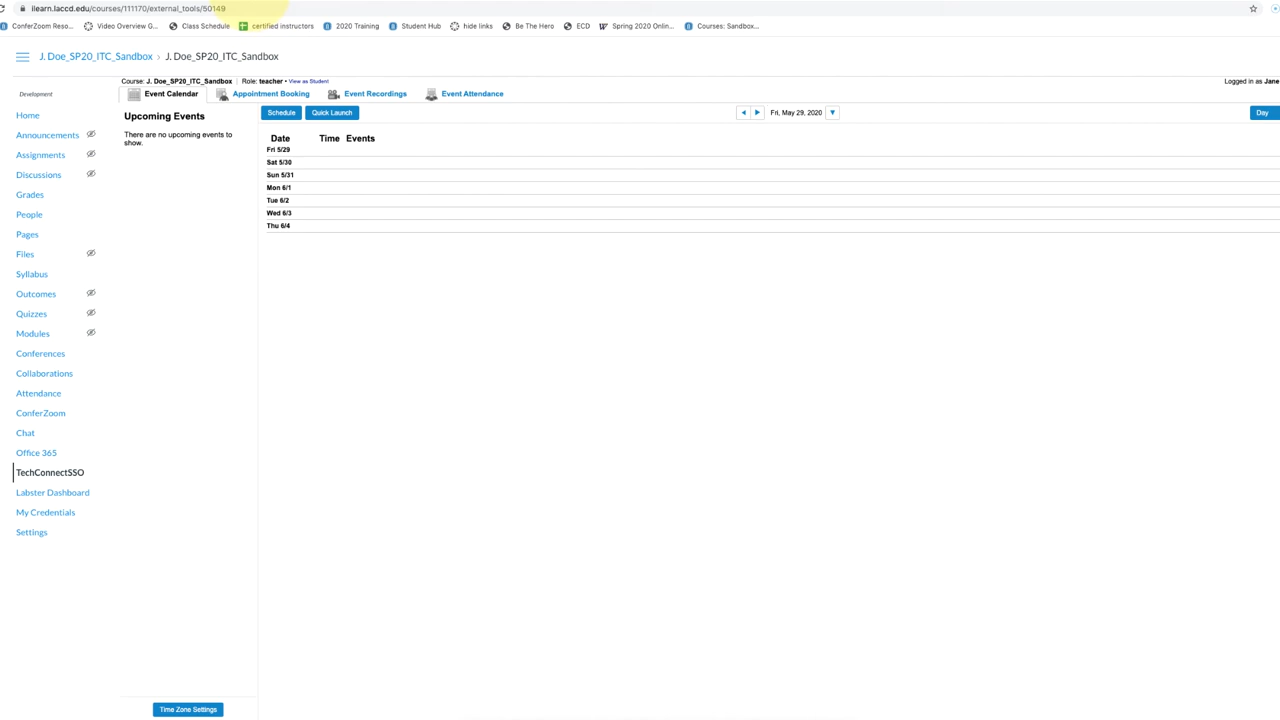 ilearn.laccd.edu/courses/111170/external_tools/50149
ConferZoom Reso... Video Overview G... Class Schedule certified instructors 2020 Training Student Hub hide links Be The Hero ECD Spring 2020 Onlin... Courses: Sandbox...
J. Doe_SP20_ITC_Sandbox › J. Doe_SP20_ITC_Sandbox
Course: J. Doe_SP20_ITC_Sandbox | Role: teacher • View as Student
Logged in as Jane
Development
Event Calendar Appointment Booking Event Recordings Event Attendance
Schedule Quick Launch Fri, May 29, 2020 Day
Upcoming Events
There are no upcoming events to
show.
Date Time Events
Fri 5/29
Sat 5/30
Sun 5/31
Mon 6/1
Tue 6/2
Wed 6/3
Thu 6/4
Home
Announcements
Assignments
Discussions
Grades
People
Pages
Files
Syllabus
Outcomes
Quizzes
Modules
Conferences
Collaborations
Attendance
ConferZoom
Chat
Office 365
TechConnectSSO
Labster Dashboard
My Credentials
Settings
Time Zone Settings